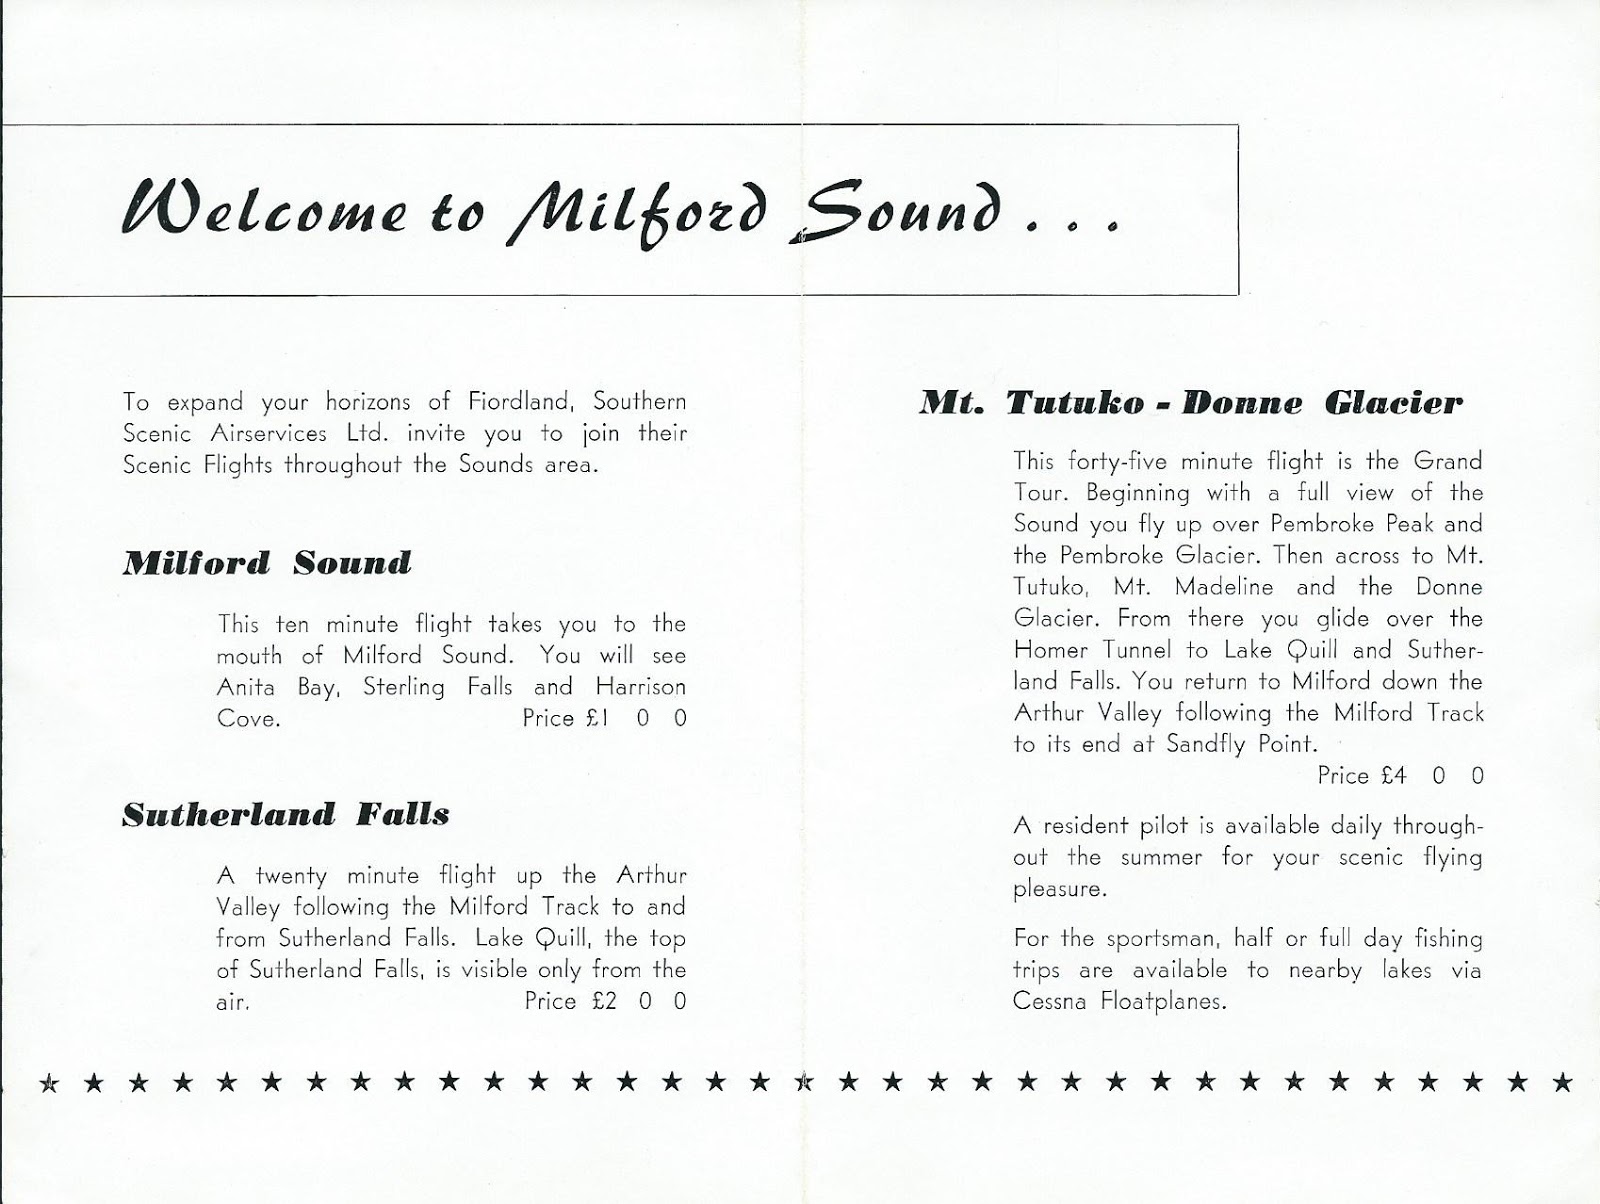 Welcome to Milford Sound . . .
To expand your horizons of Fiordland, Southern
Scenic Airservices Ltd. invite you to join their
Scenic Flights throughout the Sounds area.
Milford Sound
This ten minute flight takes you to the
mouth of Milford Sound. You will see
Anita Bay, Sterling Falls and Harrison
Cove. Price £1 0 0
Sutherland Falls
A twenty minute flight up the Arthur
Valley following the Milford Track to and
from Sutherland Falls. Lake Quill, the top
of Sutherland Falls, is visible only from the
air. Price £2 0 0
Mt. Tutuko - Donne Glacier
This forty-five minute flight is the Grand
Tour. Beginning with a full view of the
Sound you fly up over Pembroke Peak and
the Pembroke Glacier. Then across to Mt.
Tutuko, Mt. Madeline and the Donne
Glacier. From there you glide over the
Homer Tunnel to Lake Quill and Suther-
land Falls. You return to Milford down the
Arthur Valley following the Milford Track
to its end at Sandfly Point.
Price £4 0 0
A resident pilot is available daily through-
out the summer for your scenic flying
pleasure.
For the sportsman, half or full day fishing
trips are available to nearby lakes via
Cessna Floatplanes.